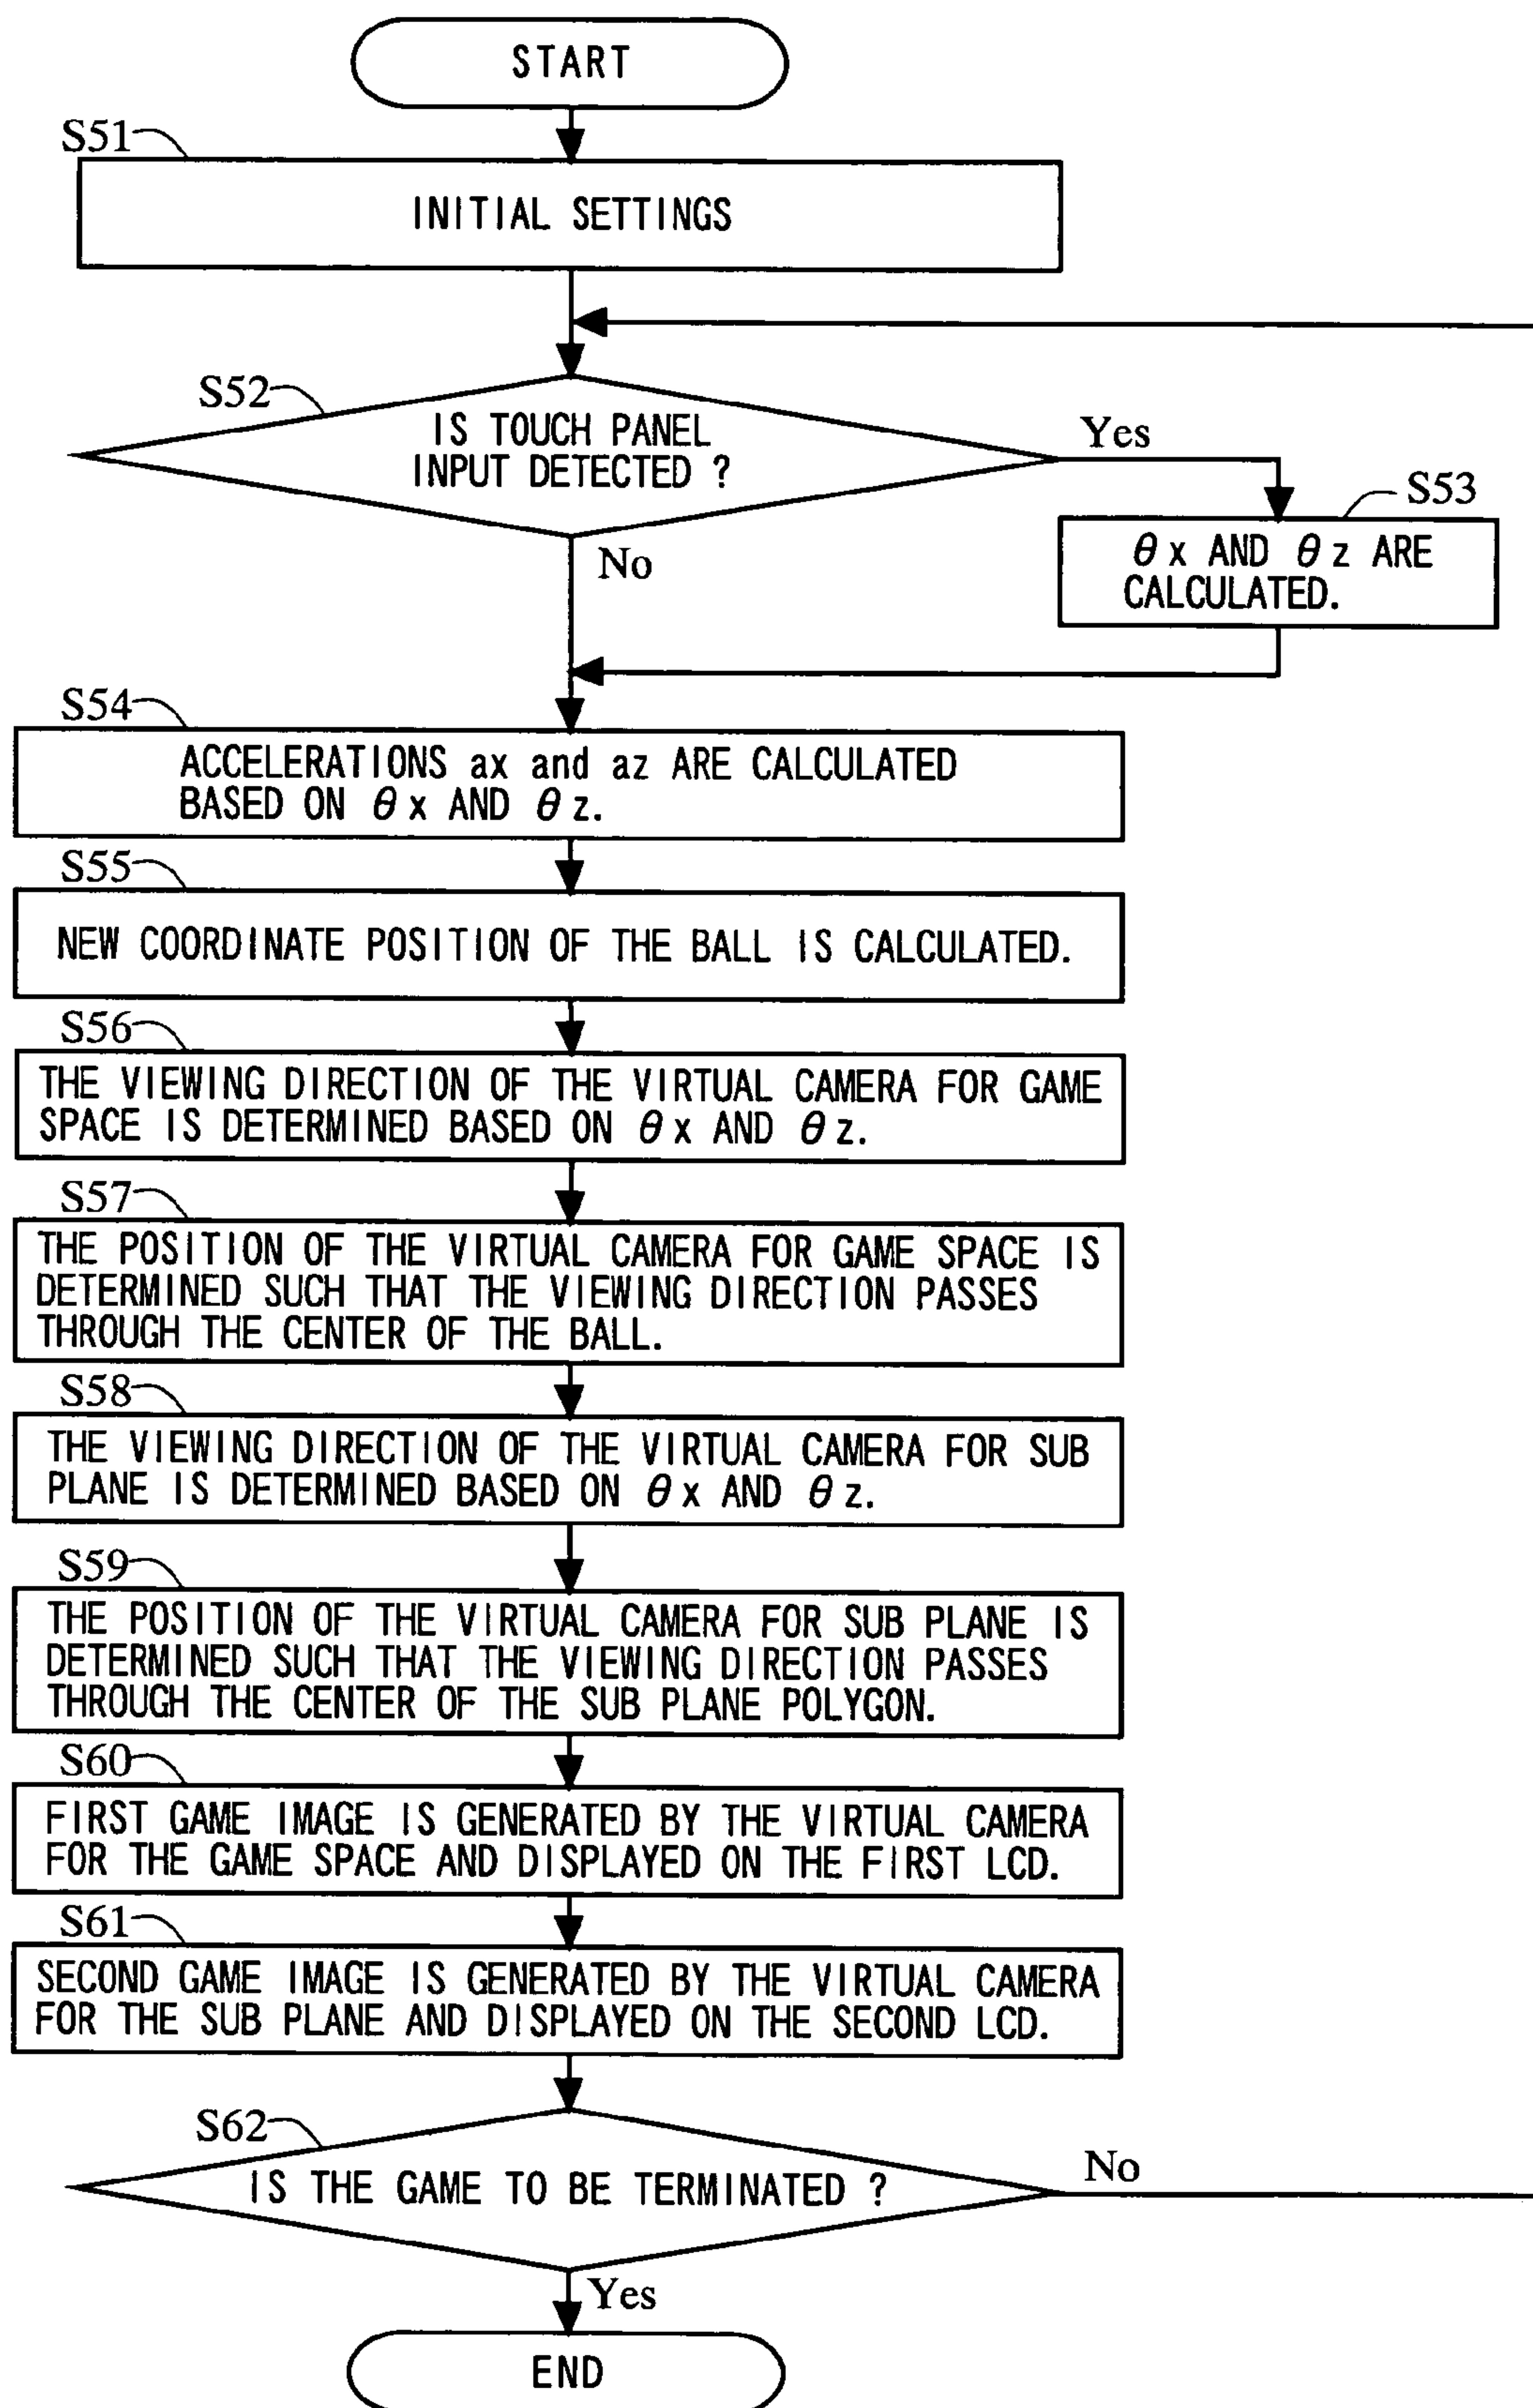 START
S51
INITIAL SETTINGS
S52
IS TOUCH PANEL
INPUT DETECTED ?
Yes
No
S53
θx AND θz ARE
CALCULATED.
S54
ACCELERATIONS ax and az ARE CALCULATED
BASED ON θx AND θz.
S55
NEW COORDINATE POSITION OF THE BALL IS CALCULATED.
S56
THE VIEWING DIRECTION OF THE VIRTUAL CAMERA FOR GAME
SPACE IS DETERMINED BASED ON θx AND θz.
S57
THE POSITION OF THE VIRTUAL CAMERA FOR GAME SPACE IS
DETERMINED SUCH THAT THE VIEWING DIRECTION PASSES
THROUGH THE CENTER OF THE BALL.
S58
THE VIEWING DIRECTION OF THE VIRTUAL CAMERA FOR SUB
PLANE IS DETERMINED BASED ON θx AND θz.
S59
THE POSITION OF THE VIRTUAL CAMERA FOR SUB PLANE IS
DETERMINED SUCH THAT THE VIEWING DIRECTION PASSES
THROUGH THE CENTER OF THE SUB PLANE POLYGON.
S60
FIRST GAME IMAGE IS GENERATED BY THE VIRTUAL CAMERA
FOR THE GAME SPACE AND DISPLAYED ON THE FIRST LCD.
S61
SECOND GAME IMAGE IS GENERATED BY THE VIRTUAL CAMERA
FOR THE SUB PLANE AND DISPLAYED ON THE SECOND LCD.
S62
IS THE GAME TO BE TERMINATED ?
No
Yes
END